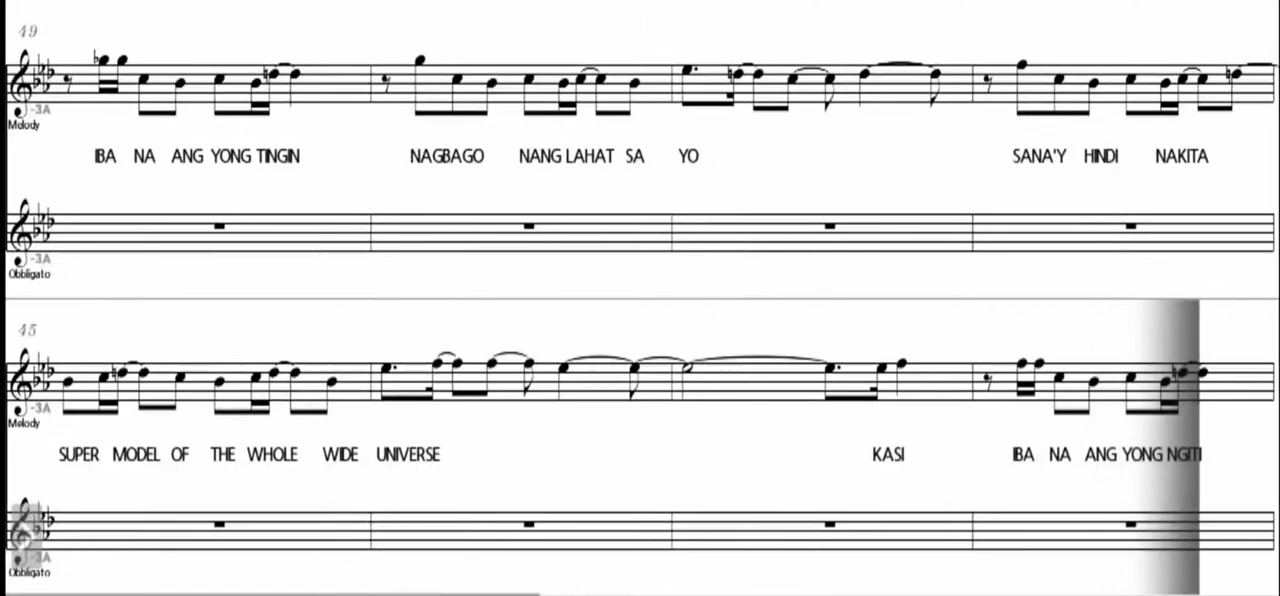 49
-3A
Melody
IBA NA ANG YONG TINGIN NAGBAGO NANG LAHAT SA YO SANA'Y HINDI NAKITA
-3A
Obbligato
45
-3A
Melody
SUPER MODEL OF THE WHOLE WIDE UNIVERSE KASI IBA NA ANG YONG NGITI
-3A
Obbligato